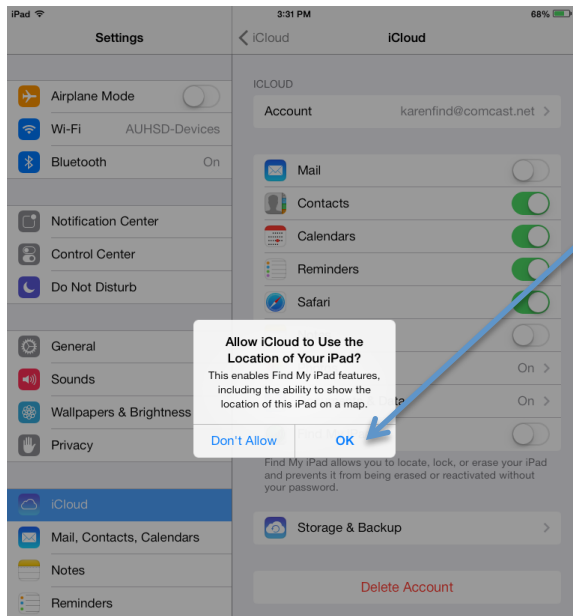 iPad 3:31 PM 68%
Settings
iCloud iCloud
Airplane Mode
Wi-Fi AUHSD-Devices
Bluetooth On
Notification Center
Control Center
Do Not Disturb
General
Sounds
Wallpapers & Brightness
Privacy
iCloud
Mail, Contacts, Calendars
Notes
Reminders
ICLOUD
Account karenfind@comcast.net
Mail
Contacts
Calendars
Reminders
Safari
On
On
Allow iCloud to Use the
Location of Your iPad?
This enables Find My iPad features,
including the ability to show the
location of this iPad on a map.
Don't Allow OK
Find My iPad allows you to locate, lock, or erase your iPad
and prevents it from being erased or reactivated without
your password.
Storage & Backup
Delete Account